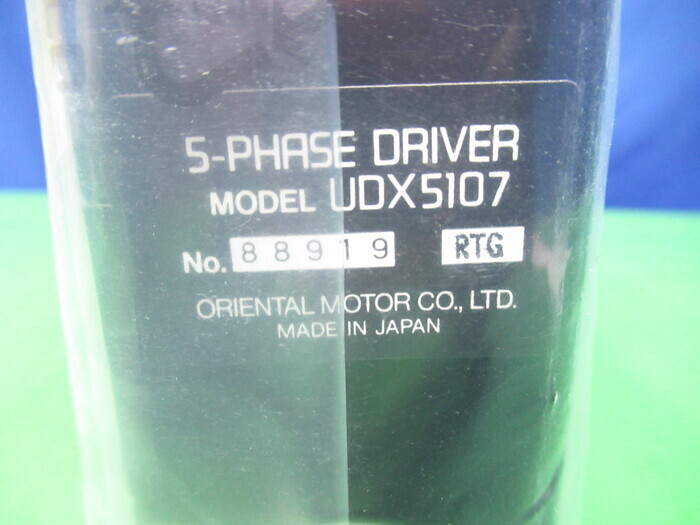 5-PHASE DRIVER
MODEL UDX5107
No. 88919 RTG
ORIENTAL MOTOR CO., LTD.
MADE IN JAPAN